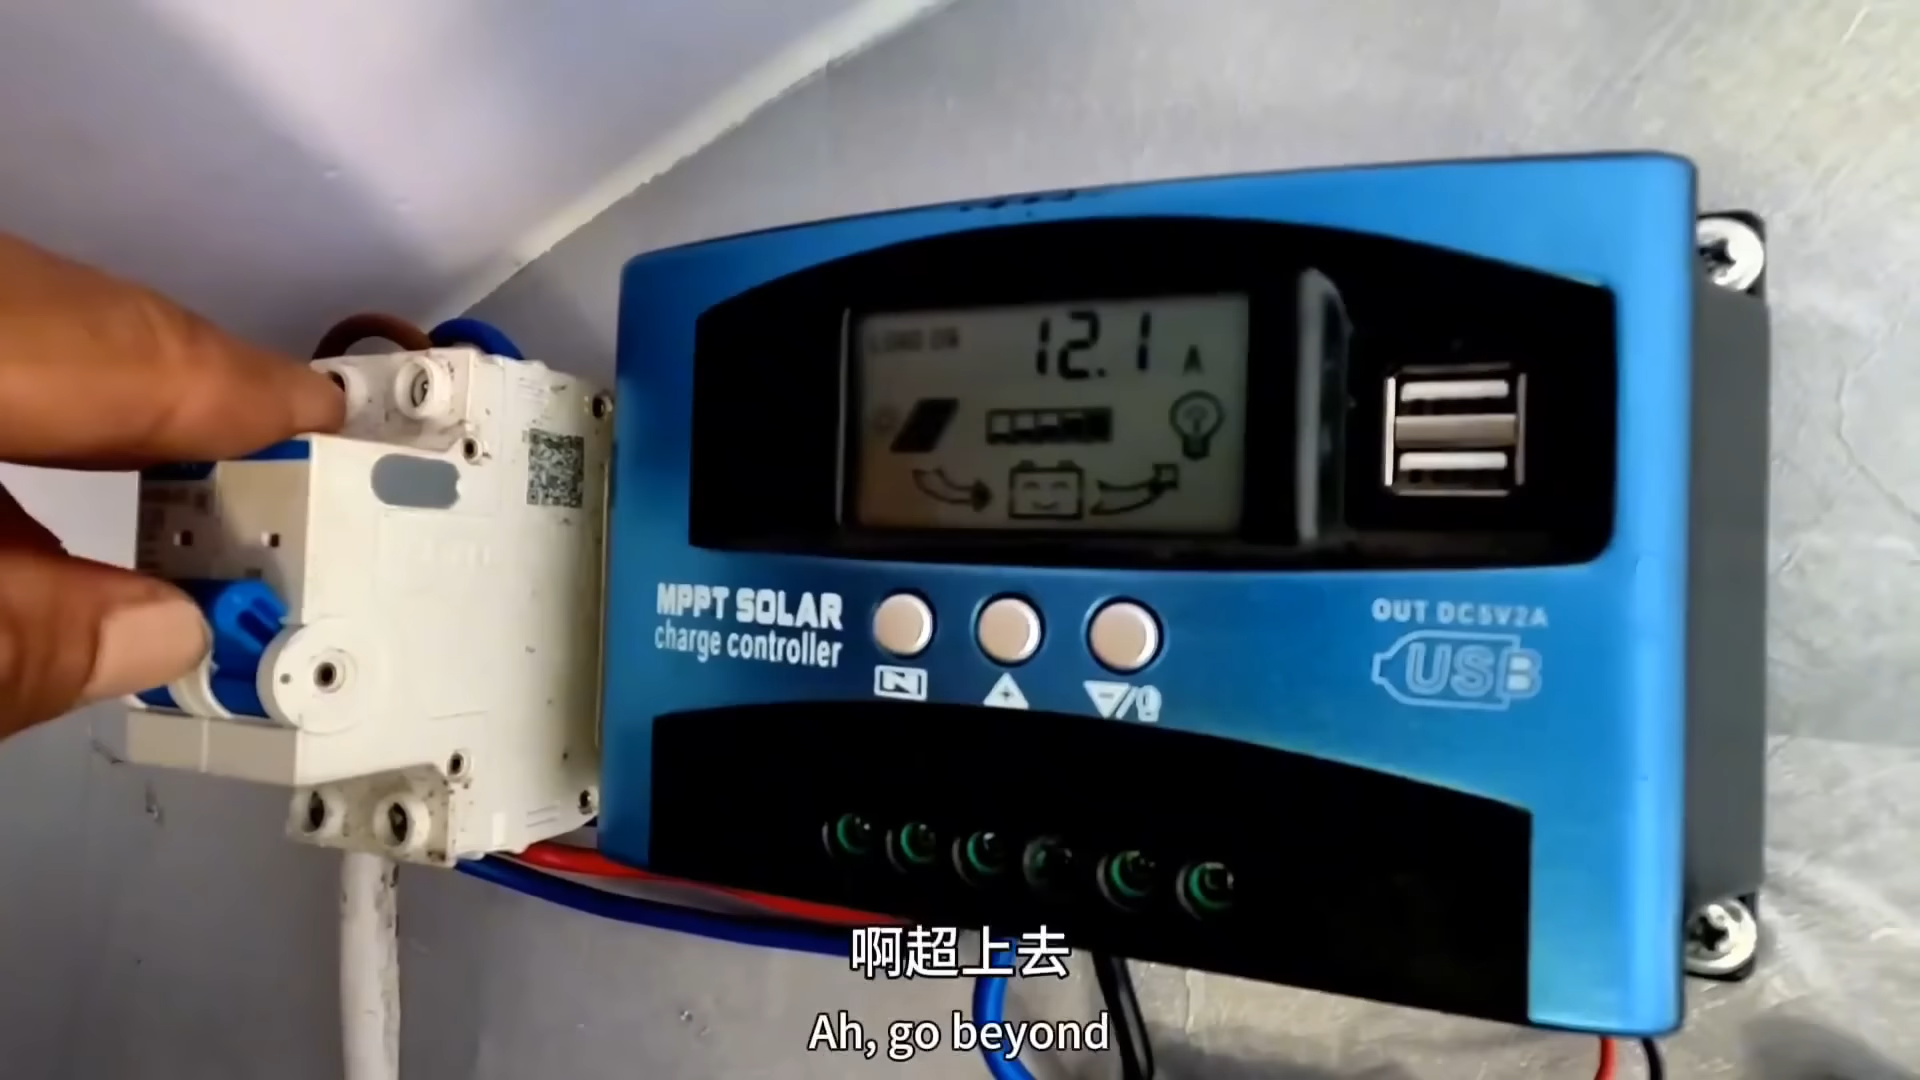 LOAD ON
12.1
A
MPPT SOLAR
charge controller
OUT DC5V2A
USB
啊超上去
Ah, go beyond